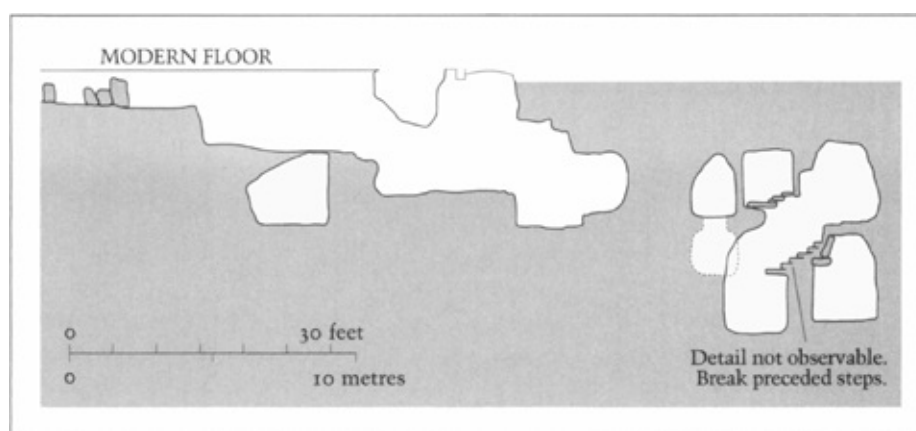 MODERN FLOOR
0 30 feet
0 10 metres
Detail not observable.
Break preceded steps.